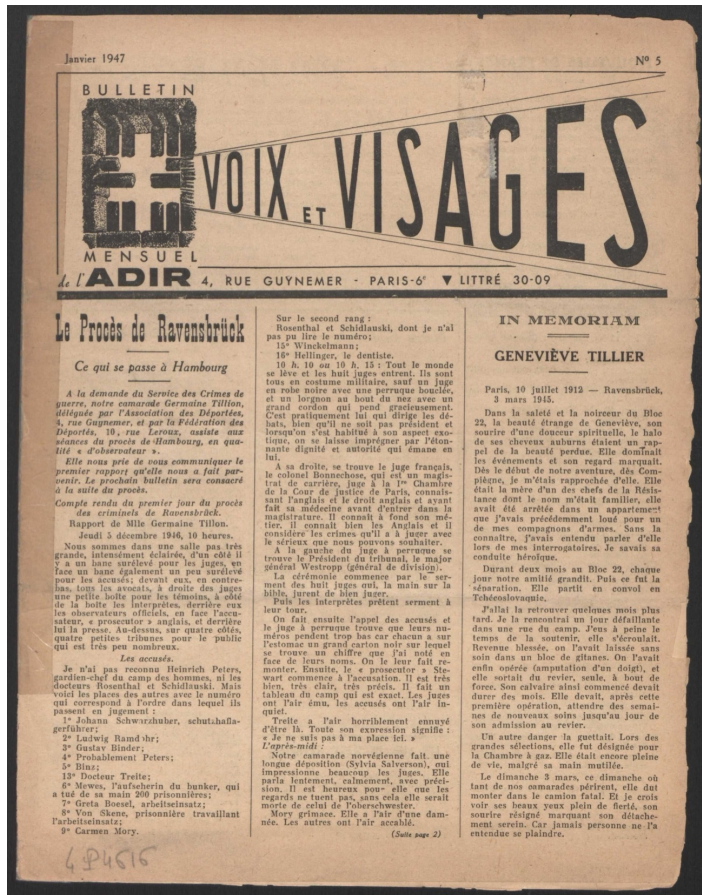 Janvier 1947
Nº 5
BULLETIN
VOIX ET VISAGES
MENSUEL
de l'ADIR 4, RUE GUYNEMER - PARIS-6e ▼ LITTRÉ 30-09
Le Procès de Ravensbrück
Ce qui se passe à Hambourg
A la demande du Service des Crimes de
guerre, notre camarade Germaine Tillion,
déléguée par l'Association des Déportées,
4, rue Guynemer, et par la Fédération des
Déportés, 10, rue Leroux, assiste aux
séances du procès de Hambourg, en qua-
lité « d'observateur ».
Elle nous prie de vous communiquer le
premier rapport qu'elle nous a fait par-
venir. Le prochain bulletin sera consacré
à la suite du procès.
Compte rendu du premier jour du procès
des criminels de Ravensbrück.
Rapport de Mlle Germaine Tillon.
Jeudi 5 décembre 1946, 10 heures.
Nous sommes dans une salle pas très
grande, intensément éclairée, d'un côté il
y a un banc surélevé pour les juges, en
face un banc également un peu surélevé
pour les accusés; devant eux, en contre-
bas, tous les avocats, à droite des juges
une petite boîte pour les témoins, à côté
de la boîte les interprètes, derrière eux
les observateurs officiels, en face l'accu-
sateur, « prosecutor » anglais, et derrière
lui la presse. Au-dessus, sur quatre côtés,
quatre petites tribunes pour le public
qui est très peu nombreux.
Les accusés.
Je n'ai pas reconnu Heinrich Peters,
gardien-chef du camp des hommes, ni les
docteurs Rosenthal et Schidlauski. Mais
voici les places des autres avec le numéro
qui correspond à l'ordre dans lequel ils
passent en jugement :
1º Johann Schwarzhuber, schutzhafla-
gerführer;
2º Ludwig Ramdohr;
3º Gustav Binder;
4º Probablement Peters;
5º Binz;
13º Docteur Treite;
6º Mewes, l'aufseherin du bunker, qui
a tué de sa main 200 prisonnières;
7º Greta Boesel, arbeitseinsatz;
8º Von Skene, prisonnière travaillant
l'arbeitseinsatz;
9º Carmen Mory.
Sur le second rang :
Rosenthal et Schidlauski, dont je n'ai
pas pu lire le numéro;
15º Winckelmann;
16º Hellinger, le dentiste.
10 h. 10 ou 10 h. 15 : Tout le monde
se lève et les huit juges entrent. Ils sont
tous en costume militaire, sauf un juge
en robe noire avec une perruque bouclée,
et un lorgnon au bout du nez avec un
grand cordon qui pend gracieusement.
C'est pratiquement lui qui dirige les dé-
bats, bien qu'il ne soit pas président et
lorsqu'on s'est habitué à son aspect exo-
tique, on se laisse imprégner par l'éton-
nante dignité et autorité qui émane en
lui.
A sa droite, se trouve le juge français,
le colonel Bonnechose, qui est un magis-
trat de carrière, juge à la 1re Chambre
de la Cour de justice de Paris, connais-
sant l'anglais et le droit anglais et ayant
fait sa médecine avant d'entrer dans la
magistrature. Il connaît à fond son mé-
tier, il connaît bien les Anglais et il
considère les crimes qu'il a à juger avec
le sérieux que nous pouvons souhaiter.
A la gauche du juge à perruque se
trouve le Président du tribunal, le major
général Westropp (général de division).
La cérémonie commence par le ser-
ment des huit juges qui, la main sur la
bible, jurent de bien juger.
Puis les interprètes prêtent serment à
leur tour.
On fait ensuite l'appel des accusés et
le juge à perruque trouve que leurs nu-
méros pendent trop bas car chacun a sur
l'estomac un grand carton noir sur lequel
se trouve un chiffre que j'ai noté en
face de leurs noms. On le leur fait re-
monter. Ensuite, le « prosecutor » Ste-
wart commence à l'accusation. Il est très
bien, très clair, très précis. Il fait un
tableau du camp qui est exact. Les juges
ont l'air ému, les accusés ont l'air in-
quiet.
Treite a l'air horriblement ennuyé
d'être là. Toute son expression signifie :
« Je ne suis pas à ma place ici. »
L'après-midi :
Notre camarade norvégienne fait une
longue déposition (Sylvia Salverson), qui
impressionne beaucoup les juges. Elle
parla lentement, calmement, avec préci-
sion. Il est heureux pour elle que les
regards ne tuent pas, sans cela elle serait
morte de celui de l'oberschwester.
Mory grimace. Elle a l'air d'une dam-
née. Les autres ont l'air accablé.
(Suite page 2)
IN MEMORIAM
GENEVIÈVE TILLIER
Paris, 10 juillet 1912 — Ravensbrück,
3 mars 1945.
Dans la saleté et la noirceur du Bloc
22, la beauté étrange de Geneviève, son
sourire d'une douceur spirituelle, le halo
de ses cheveux auburns étaient un rap-
pel de la beauté perdue. Elle dominait
les événements et son regard marquait.
Dès le début de notre aventure, dès Com-
piègne, je m'étais rapprochée d'elle. Elle
était la mère d'un des chefs de la Résis-
tance dont le nom m'était familier, elle
avait été arrêtée dans un appartement
que j'avais précédemment loué pour un
de mes compagnons d'armes. Sans la
connaître, j'avais entendu parler d'elle
lors de mes interrogatoires. Je savais sa
conduite héroïque.
Durant deux mois au Bloc 22, chaque
jour notre amitié grandit. Puis ce fut la
séparation. Elle partit en convoi en
Tchécoslovaquie.
J'allai la retrouver quelques mois plus
tard. Je la rencontrai un jour défaillante
dans une rue du camp. J'eus à peine le
temps de la soutenir, elle s'écroulait.
Revenue blessée, on l'avait laissée sans
soin dans un bloc de gitanes. On l'avait
enfin opérée (amputation d'un doigt), et
elle sortait du revier, seule, à bout de
force. Son calvaire ainsi commencé devait
durer des mois. Elle devait, après cette
première opération, attendre des semai-
nes de nouveaux soins jusqu'au jour de
son admission au revier.
Un autre danger la guettait. Lors des
grandes sélections, elle fut désignée pour
la Chambre à gaz. Elle était encore pleine
de vie, malgré sa main mutilée.
Le dimanche 3 mars, ce dimanche où
tant de nos camarades périrent, elle dut
monter dans le camion fatal. Et je crois
voir ses beaux yeux plein de fierté, son
sourire résigné marquant son détache-
ment serein. Car jamais personne ne l'a
entendue se plaindre.
4 P4616